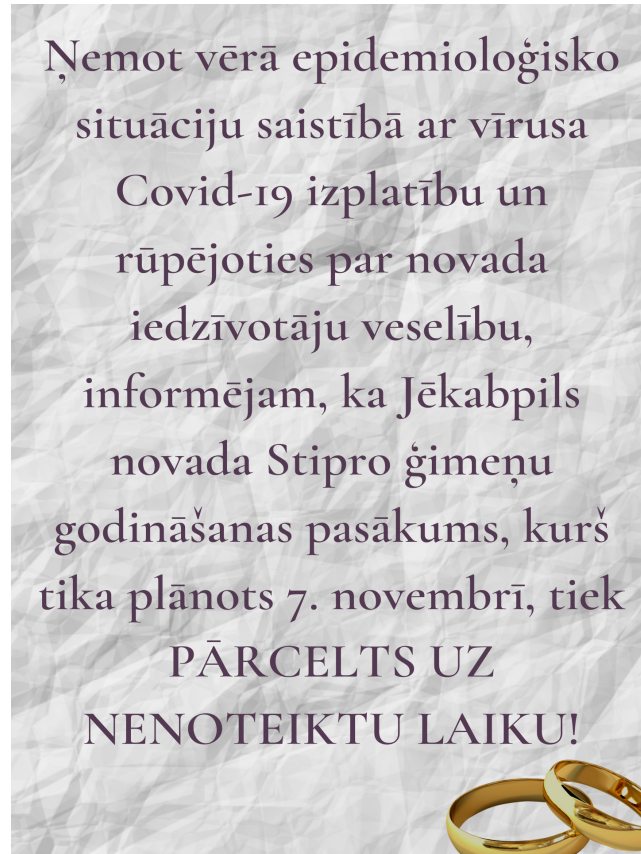 Ņemot vērā epidemioloģisko
situāciju saistībā ar vīrusa
Covid-19 izplatību un
rūpējoties par novada
iedzīvotāju veselību,
informējam, ka Jēkabpils
novada Stipro ģimeņu
godināšanas pasākums, kurš
tika plānots 7. novembrī, tiek
PĀRCELTS UZ
NENOTEIKTU LAIKU!